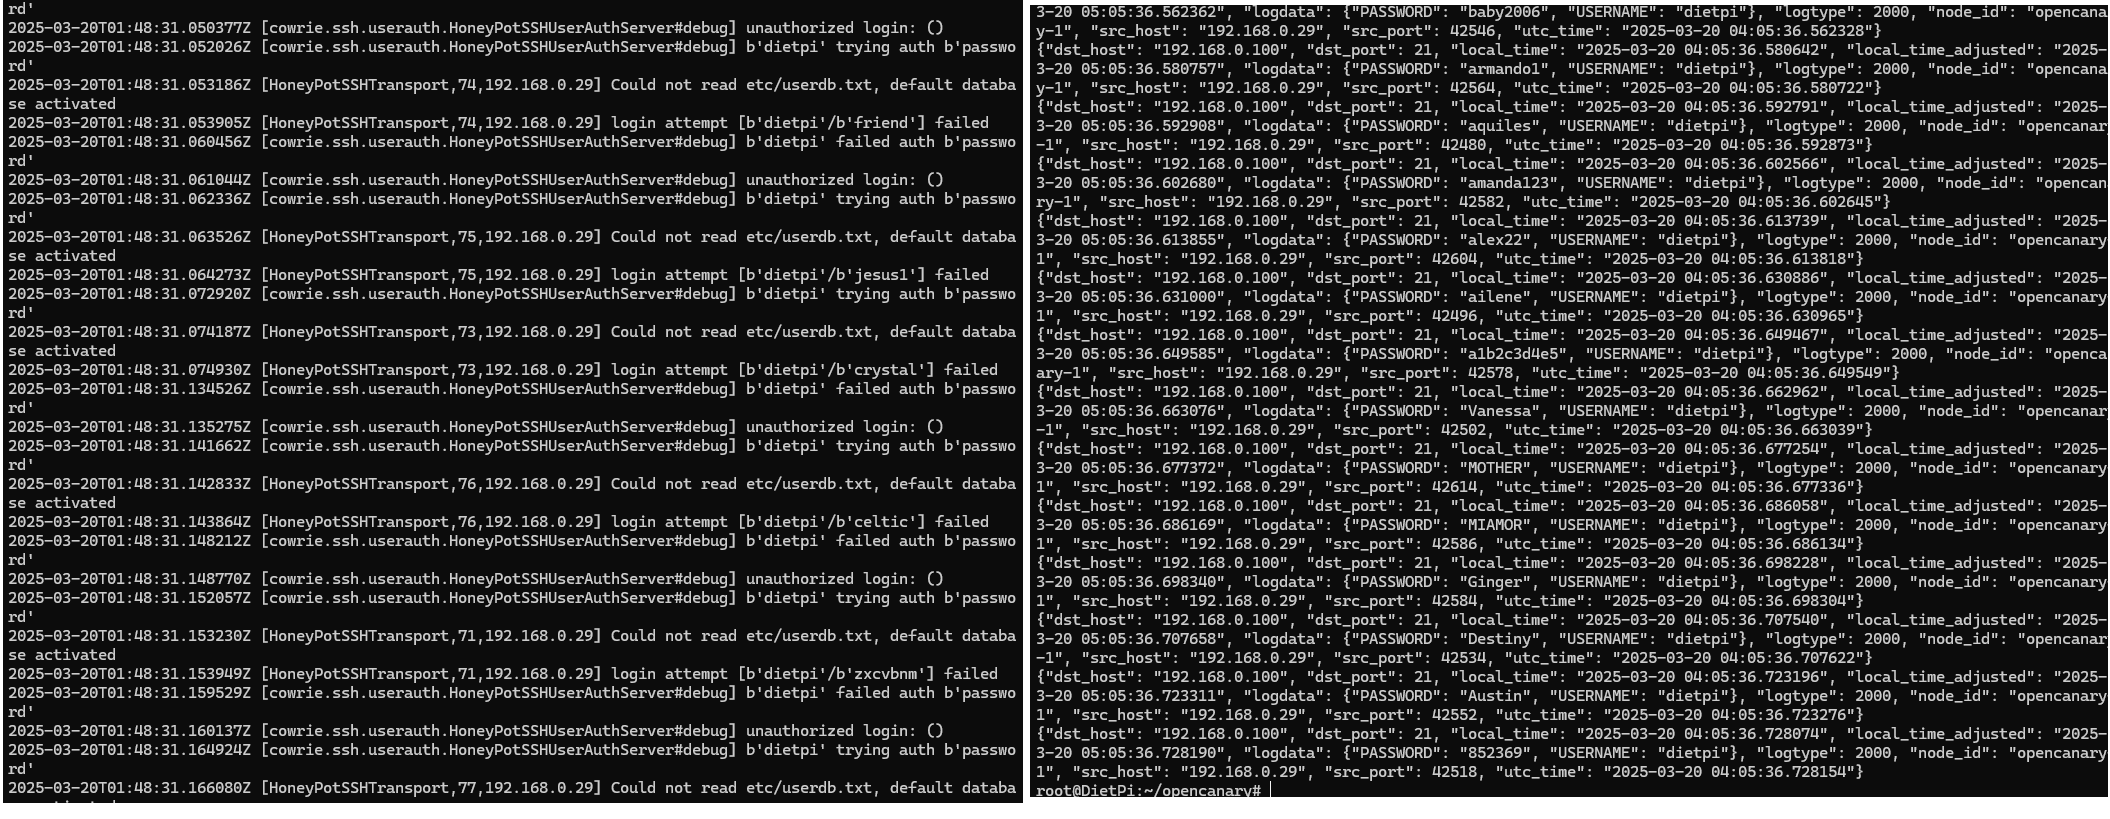 rd'
2025-03-20T01:48:31.050377Z [cowrie.ssh.userauth.HoneyPotSSHUserAuthServer#debug] unauthorized login: ()
2025-03-20T01:48:31.052026Z [cowrie.ssh.userauth.HoneyPotSSHUserAuthServer#debug] b'dietpi' trying auth b'passwo
rd'
2025-03-20T01:48:31.053186Z [HoneyPotSSHTransport,74,192.168.0.29] Could not read etc/userdb.txt, default databa
se activated
2025-03-20T01:48:31.053905Z [HoneyPotSSHTransport,74,192.168.0.29] login attempt [b'dietpi'/b'friend'] failed
2025-03-20T01:48:31.060456Z [cowrie.ssh.userauth.HoneyPotSSHUserAuthServer#debug] b'dietpi' failed auth b'passwo
rd'
2025-03-20T01:48:31.061044Z [cowrie.ssh.userauth.HoneyPotSSHUserAuthServer#debug] unauthorized login: ()
2025-03-20T01:48:31.062336Z [cowrie.ssh.userauth.HoneyPotSSHUserAuthServer#debug] b'dietpi' trying auth b'passwo
rd'
2025-03-20T01:48:31.063526Z [HoneyPotSSHTransport,75,192.168.0.29] Could not read etc/userdb.txt, default databa
se activated
2025-03-20T01:48:31.064273Z [HoneyPotSSHTransport,75,192.168.0.29] login attempt [b'dietpi'/b'jesus1'] failed
2025-03-20T01:48:31.072920Z [cowrie.ssh.userauth.HoneyPotSSHUserAuthServer#debug] b'dietpi' trying auth b'passwo
rd'
2025-03-20T01:48:31.074187Z [HoneyPotSSHTransport,73,192.168.0.29] Could not read etc/userdb.txt, default databa
se activated
2025-03-20T01:48:31.074930Z [HoneyPotSSHTransport,73,192.168.0.29] login attempt [b'dietpi'/b'crystal'] failed
2025-03-20T01:48:31.134526Z [cowrie.ssh.userauth.HoneyPotSSHUserAuthServer#debug] b'dietpi' failed auth b'passwo
rd'
2025-03-20T01:48:31.135275Z [cowrie.ssh.userauth.HoneyPotSSHUserAuthServer#debug] unauthorized login: ()
2025-03-20T01:48:31.141662Z [cowrie.ssh.userauth.HoneyPotSSHUserAuthServer#debug] b'dietpi' trying auth b'passwo
rd'
2025-03-20T01:48:31.142833Z [HoneyPotSSHTransport,76,192.168.0.29] Could not read etc/userdb.txt, default databa
se activated
2025-03-20T01:48:31.143864Z [HoneyPotSSHTransport,76,192.168.0.29] login attempt [b'dietpi'/b'celtic'] failed
2025-03-20T01:48:31.148212Z [cowrie.ssh.userauth.HoneyPotSSHUserAuthServer#debug] b'dietpi' failed auth b'passwo
rd'
2025-03-20T01:48:31.148770Z [cowrie.ssh.userauth.HoneyPotSSHUserAuthServer#debug] unauthorized login: ()
2025-03-20T01:48:31.152057Z [cowrie.ssh.userauth.HoneyPotSSHUserAuthServer#debug] b'dietpi' trying auth b'passwo
rd'
2025-03-20T01:48:31.153230Z [HoneyPotSSHTransport,71,192.168.0.29] Could not read etc/userdb.txt, default databa
se activated
2025-03-20T01:48:31.153949Z [HoneyPotSSHTransport,71,192.168.0.29] login attempt [b'dietpi'/b'zxcvbnm'] failed
2025-03-20T01:48:31.159529Z [cowrie.ssh.userauth.HoneyPotSSHUserAuthServer#debug] b'dietpi' failed auth b'passwo
rd'
2025-03-20T01:48:31.160137Z [cowrie.ssh.userauth.HoneyPotSSHUserAuthServer#debug] unauthorized login: ()
2025-03-20T01:48:31.164924Z [cowrie.ssh.userauth.HoneyPotSSHUserAuthServer#debug] b'dietpi' trying auth b'passwo
rd'
2025-03-20T01:48:31.166080Z [HoneyPotSSHTransport,77,192.168.0.29] Could not read etc/userdb.txt, default databa
3-20 05:05:36.562362", "logdata": {"PASSWORD": "baby2006", "USERNAME": "dietpi"}, "logtype": 2000, "node_id": "opencana
y-1", "src_host": "192.168.0.29", "src_port": 42546, "utc_time": "2025-03-20 04:05:36.562328"}
{"dst_host": "192.168.0.100", "dst_port": 21, "local_time": "2025-03-20 04:05:36.580642", "local_time_adjusted": "2025-
3-20 05:05:36.580757", "logdata": {"PASSWORD": "armando1", "USERNAME": "dietpi"}, "logtype": 2000, "node_id": "opencana
y-1", "src_host": "192.168.0.29", "src_port": 42564, "utc_time": "2025-03-20 04:05:36.580722"}
{"dst_host": "192.168.0.100", "dst_port": 21, "local_time": "2025-03-20 04:05:36.592791", "local_time_adjusted": "2025-
3-20 05:05:36.592908", "logdata": {"PASSWORD": "aquiles", "USERNAME": "dietpi"}, "logtype": 2000, "node_id": "opencanar
-1", "src_host": "192.168.0.29", "src_port": 42480, "utc_time": "2025-03-20 04:05:36.592873"}
{"dst_host": "192.168.0.100", "dst_port": 21, "local_time": "2025-03-20 04:05:36.602566", "local_time_adjusted": "2025-
3-20 05:05:36.602680", "logdata": {"PASSWORD": "amanda123", "USERNAME": "dietpi"}, "logtype": 2000, "node_id": "opencan
ry-1", "src_host": "192.168.0.29", "src_port": 42582, "utc_time": "2025-03-20 04:05:36.602645"}
{"dst_host": "192.168.0.100", "dst_port": 21, "local_time": "2025-03-20 04:05:36.613739", "local_time_adjusted": "2025-
3-20 05:05:36.613855", "logdata": {"PASSWORD": "alex22", "USERNAME": "dietpi"}, "logtype": 2000, "node_id": "opencanary
1", "src_host": "192.168.0.29", "src_port": 42604, "utc_time": "2025-03-20 04:05:36.613818"}
{"dst_host": "192.168.0.100", "dst_port": 21, "local_time": "2025-03-20 04:05:36.630886", "local_time_adjusted": "2025-
3-20 05:05:36.631000", "logdata": {"PASSWORD": "ailene", "USERNAME": "dietpi"}, "logtype": 2000, "node_id": "opencanary
1", "src_host": "192.168.0.29", "src_port": 42496, "utc_time": "2025-03-20 04:05:36.630965"}
{"dst_host": "192.168.0.100", "dst_port": 21, "local_time": "2025-03-20 04:05:36.649467", "local_time_adjusted": "2025-
3-20 05:05:36.649585", "logdata": {"PASSWORD": "a1b2c3d4e5", "USERNAME": "dietpi"}, "logtype": 2000, "node_id": "openca
ary-1", "src_host": "192.168.0.29", "src_port": 42578, "utc_time": "2025-03-20 04:05:36.649549"}
{"dst_host": "192.168.0.100", "dst_port": 21, "local_time": "2025-03-20 04:05:36.662962", "local_time_adjusted": "2025-
3-20 05:05:36.663076", "logdata": {"PASSWORD": "Vanessa", "USERNAME": "dietpi"}, "logtype": 2000, "node_id": "opencanar
-1", "src_host": "192.168.0.29", "src_port": 42502, "utc_time": "2025-03-20 04:05:36.663039"}
{"dst_host": "192.168.0.100", "dst_port": 21, "local_time": "2025-03-20 04:05:36.677254", "local_time_adjusted": "2025-
3-20 05:05:36.677372", "logdata": {"PASSWORD": "MOTHER", "USERNAME": "dietpi"}, "logtype": 2000, "node_id": "opencanary
1", "src_host": "192.168.0.29", "src_port": 42614, "utc_time": "2025-03-20 04:05:36.677336"}
{"dst_host": "192.168.0.100", "dst_port": 21, "local_time": "2025-03-20 04:05:36.686058", "local_time_adjusted": "2025-
3-20 05:05:36.686169", "logdata": {"PASSWORD": "MIAMOR", "USERNAME": "dietpi"}, "logtype": 2000, "node_id": "opencanary
1", "src_host": "192.168.0.29", "src_port": 42586, "utc_time": "2025-03-20 04:05:36.686134"}
{"dst_host": "192.168.0.100", "dst_port": 21, "local_time": "2025-03-20 04:05:36.698228", "local_time_adjusted": "2025-
3-20 05:05:36.698340", "logdata": {"PASSWORD": "Ginger", "USERNAME": "dietpi"}, "logtype": 2000, "node_id": "opencanary
1", "src_host": "192.168.0.29", "src_port": 42584, "utc_time": "2025-03-20 04:05:36.698304"}
{"dst_host": "192.168.0.100", "dst_port": 21, "local_time": "2025-03-20 04:05:36.707540", "local_time_adjusted": "2025-
3-20 05:05:36.707658", "logdata": {"PASSWORD": "Destiny", "USERNAME": "dietpi"}, "logtype": 2000, "node_id": "opencanar
-1", "src_host": "192.168.0.29", "src_port": 42534, "utc_time": "2025-03-20 04:05:36.707622"}
{"dst_host": "192.168.0.100", "dst_port": 21, "local_time": "2025-03-20 04:05:36.723196", "local_time_adjusted": "2025-
3-20 05:05:36.723311", "logdata": {"PASSWORD": "Austin", "USERNAME": "dietpi"}, "logtype": 2000, "node_id": "opencanary
1", "src_host": "192.168.0.29", "src_port": 42552, "utc_time": "2025-03-20 04:05:36.723276"}
{"dst_host": "192.168.0.100", "dst_port": 21, "local_time": "2025-03-20 04:05:36.728074", "local_time_adjusted": "2025-
3-20 05:05:36.728190", "logdata": {"PASSWORD": "852369", "USERNAME": "dietpi"}, "logtype": 2000, "node_id": "opencanary
1", "src_host": "192.168.0.29", "src_port": 42518, "utc_time": "2025-03-20 04:05:36.728154"}
root@DietPi:~/opencanary#